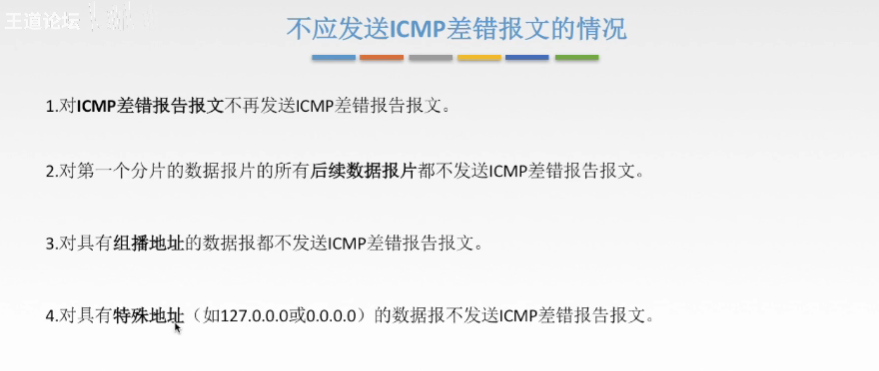 王道论坛
不应发送ICMP差错报文的情况
1.对ICMP差错报告报文不再发送ICMP差错报告报文。
2.对第一个分片的数据报片的所有后续数据报片都不发送ICMP差错报告报文。
3.对具有组播地址的数据报都不发送ICMP差错报告报文。
4.对具有特殊地址（如127.0.0.0或0.0.0.0）的数据报不发送ICMP差错报告报文。